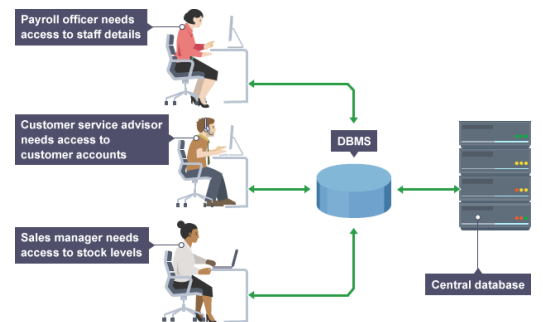 Payroll officer needs
access to staff details
Customer service advisor
needs access to
customer accounts
DBMS
Sales manager needs
access to stock levels
Central database